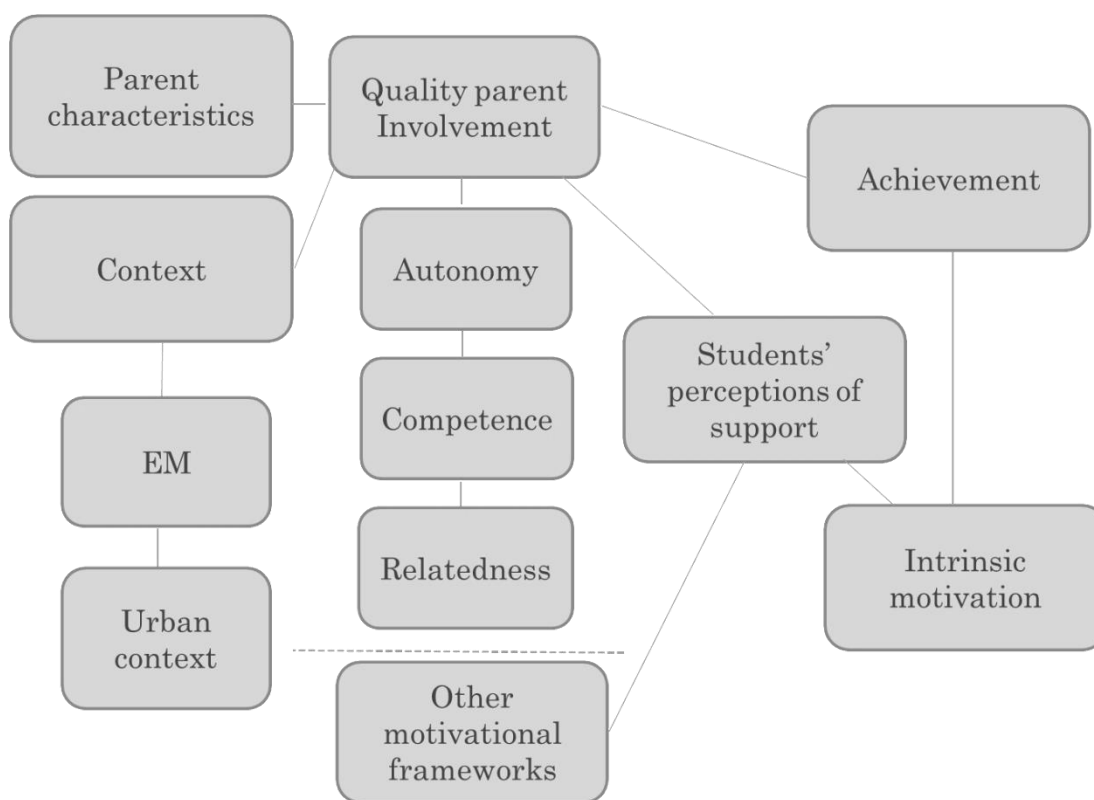 Parent
characteristics
Quality parent
Involvement
Achievement
Context
Autonomy
Students’
perceptions of
support
Competence
EM
Relatedness
Intrinsic
motivation
Urban
context
Other
motivational
frameworks